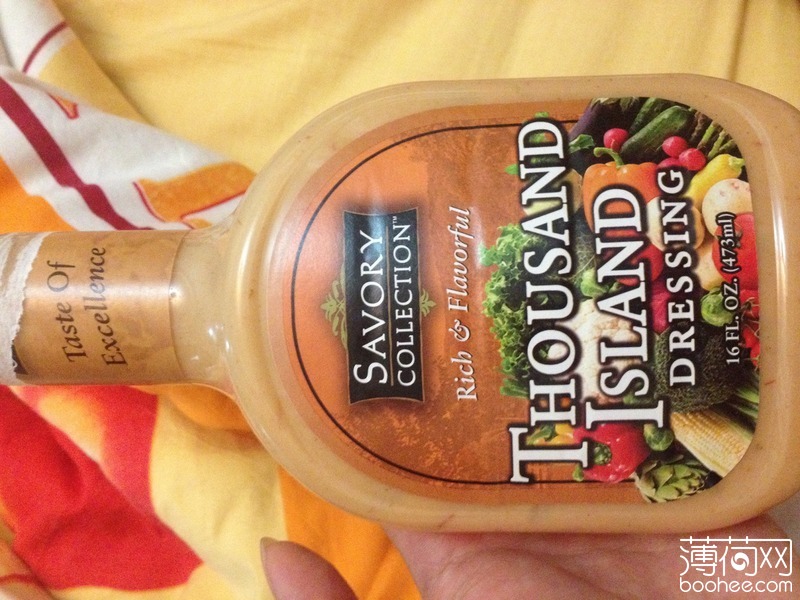 Taste Of
Excellence
SAVORY
COLLECTION™
Rich & Flavorful
THOUSAND
ISLAND
DRESSING
16 FL. OZ. (473ml)
薄荷网
boohee.com